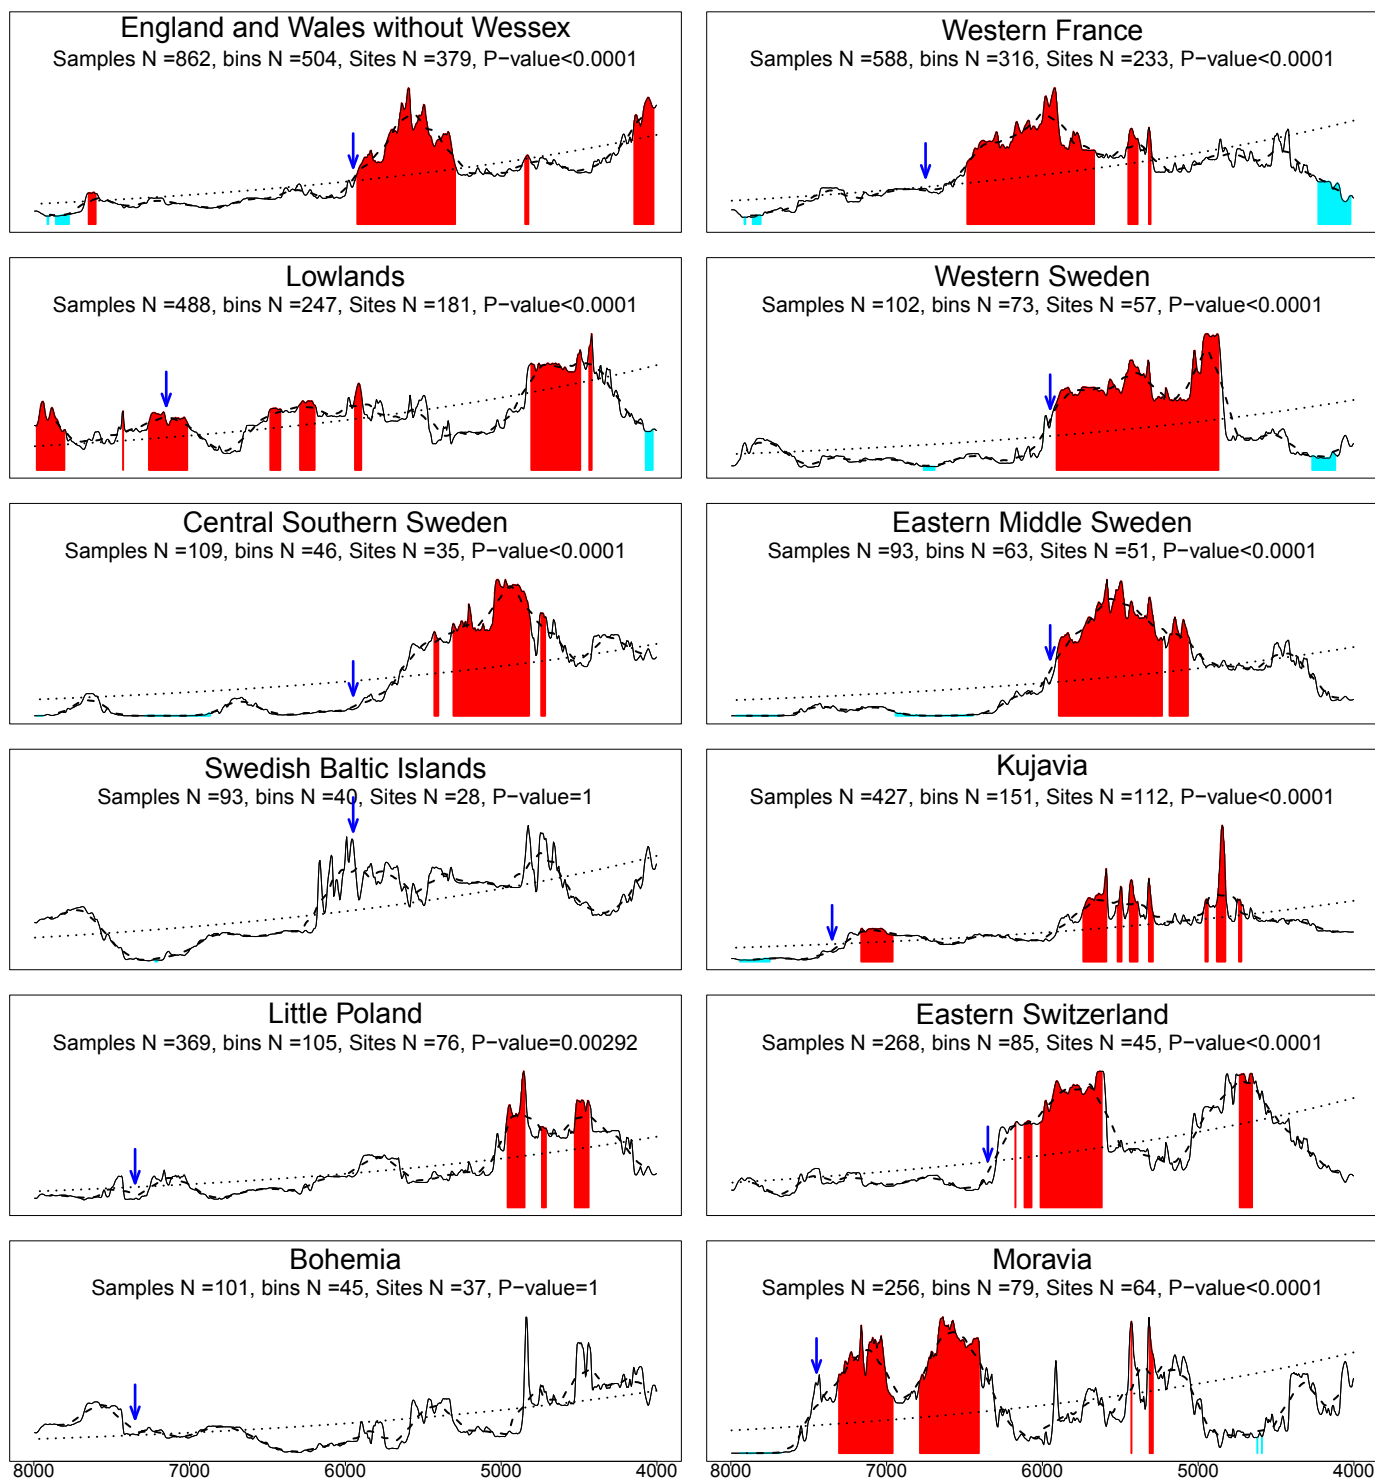 England and Wales without Wessex
Samples N =862, bins N =504, Sites N =379, P−value<0.0001
Western France
Samples N =588, bins N =316, Sites N =233, P−value<0.0001
Lowlands
Samples N =488, bins N =247, Sites N =181, P−value<0.0001
Western Sweden
Samples N =102, bins N =73, Sites N =57, P−value<0.0001
Central Southern Sweden
Samples N =109, bins N =46, Sites N =35, P−value<0.0001
Eastern Middle Sweden
Samples N =93, bins N =63, Sites N =51, P−value<0.0001
Swedish Baltic Islands
Samples N =93, bins N =40, Sites N =28, P−value=1
Kujavia
Samples N =427, bins N =151, Sites N =112, P−value<0.0001
Little Poland
Samples N =369, bins N =105, Sites N =76, P−value=0.00292
Eastern Switzerland
Samples N =268, bins N =85, Sites N =45, P−value<0.0001
Bohemia
Samples N =101, bins N =45, Sites N =37, P−value=1
Moravia
Samples N =256, bins N =79, Sites N =64, P−value<0.0001
8000 7000 6000 5000 4000
8000 7000 6000 5000 4000